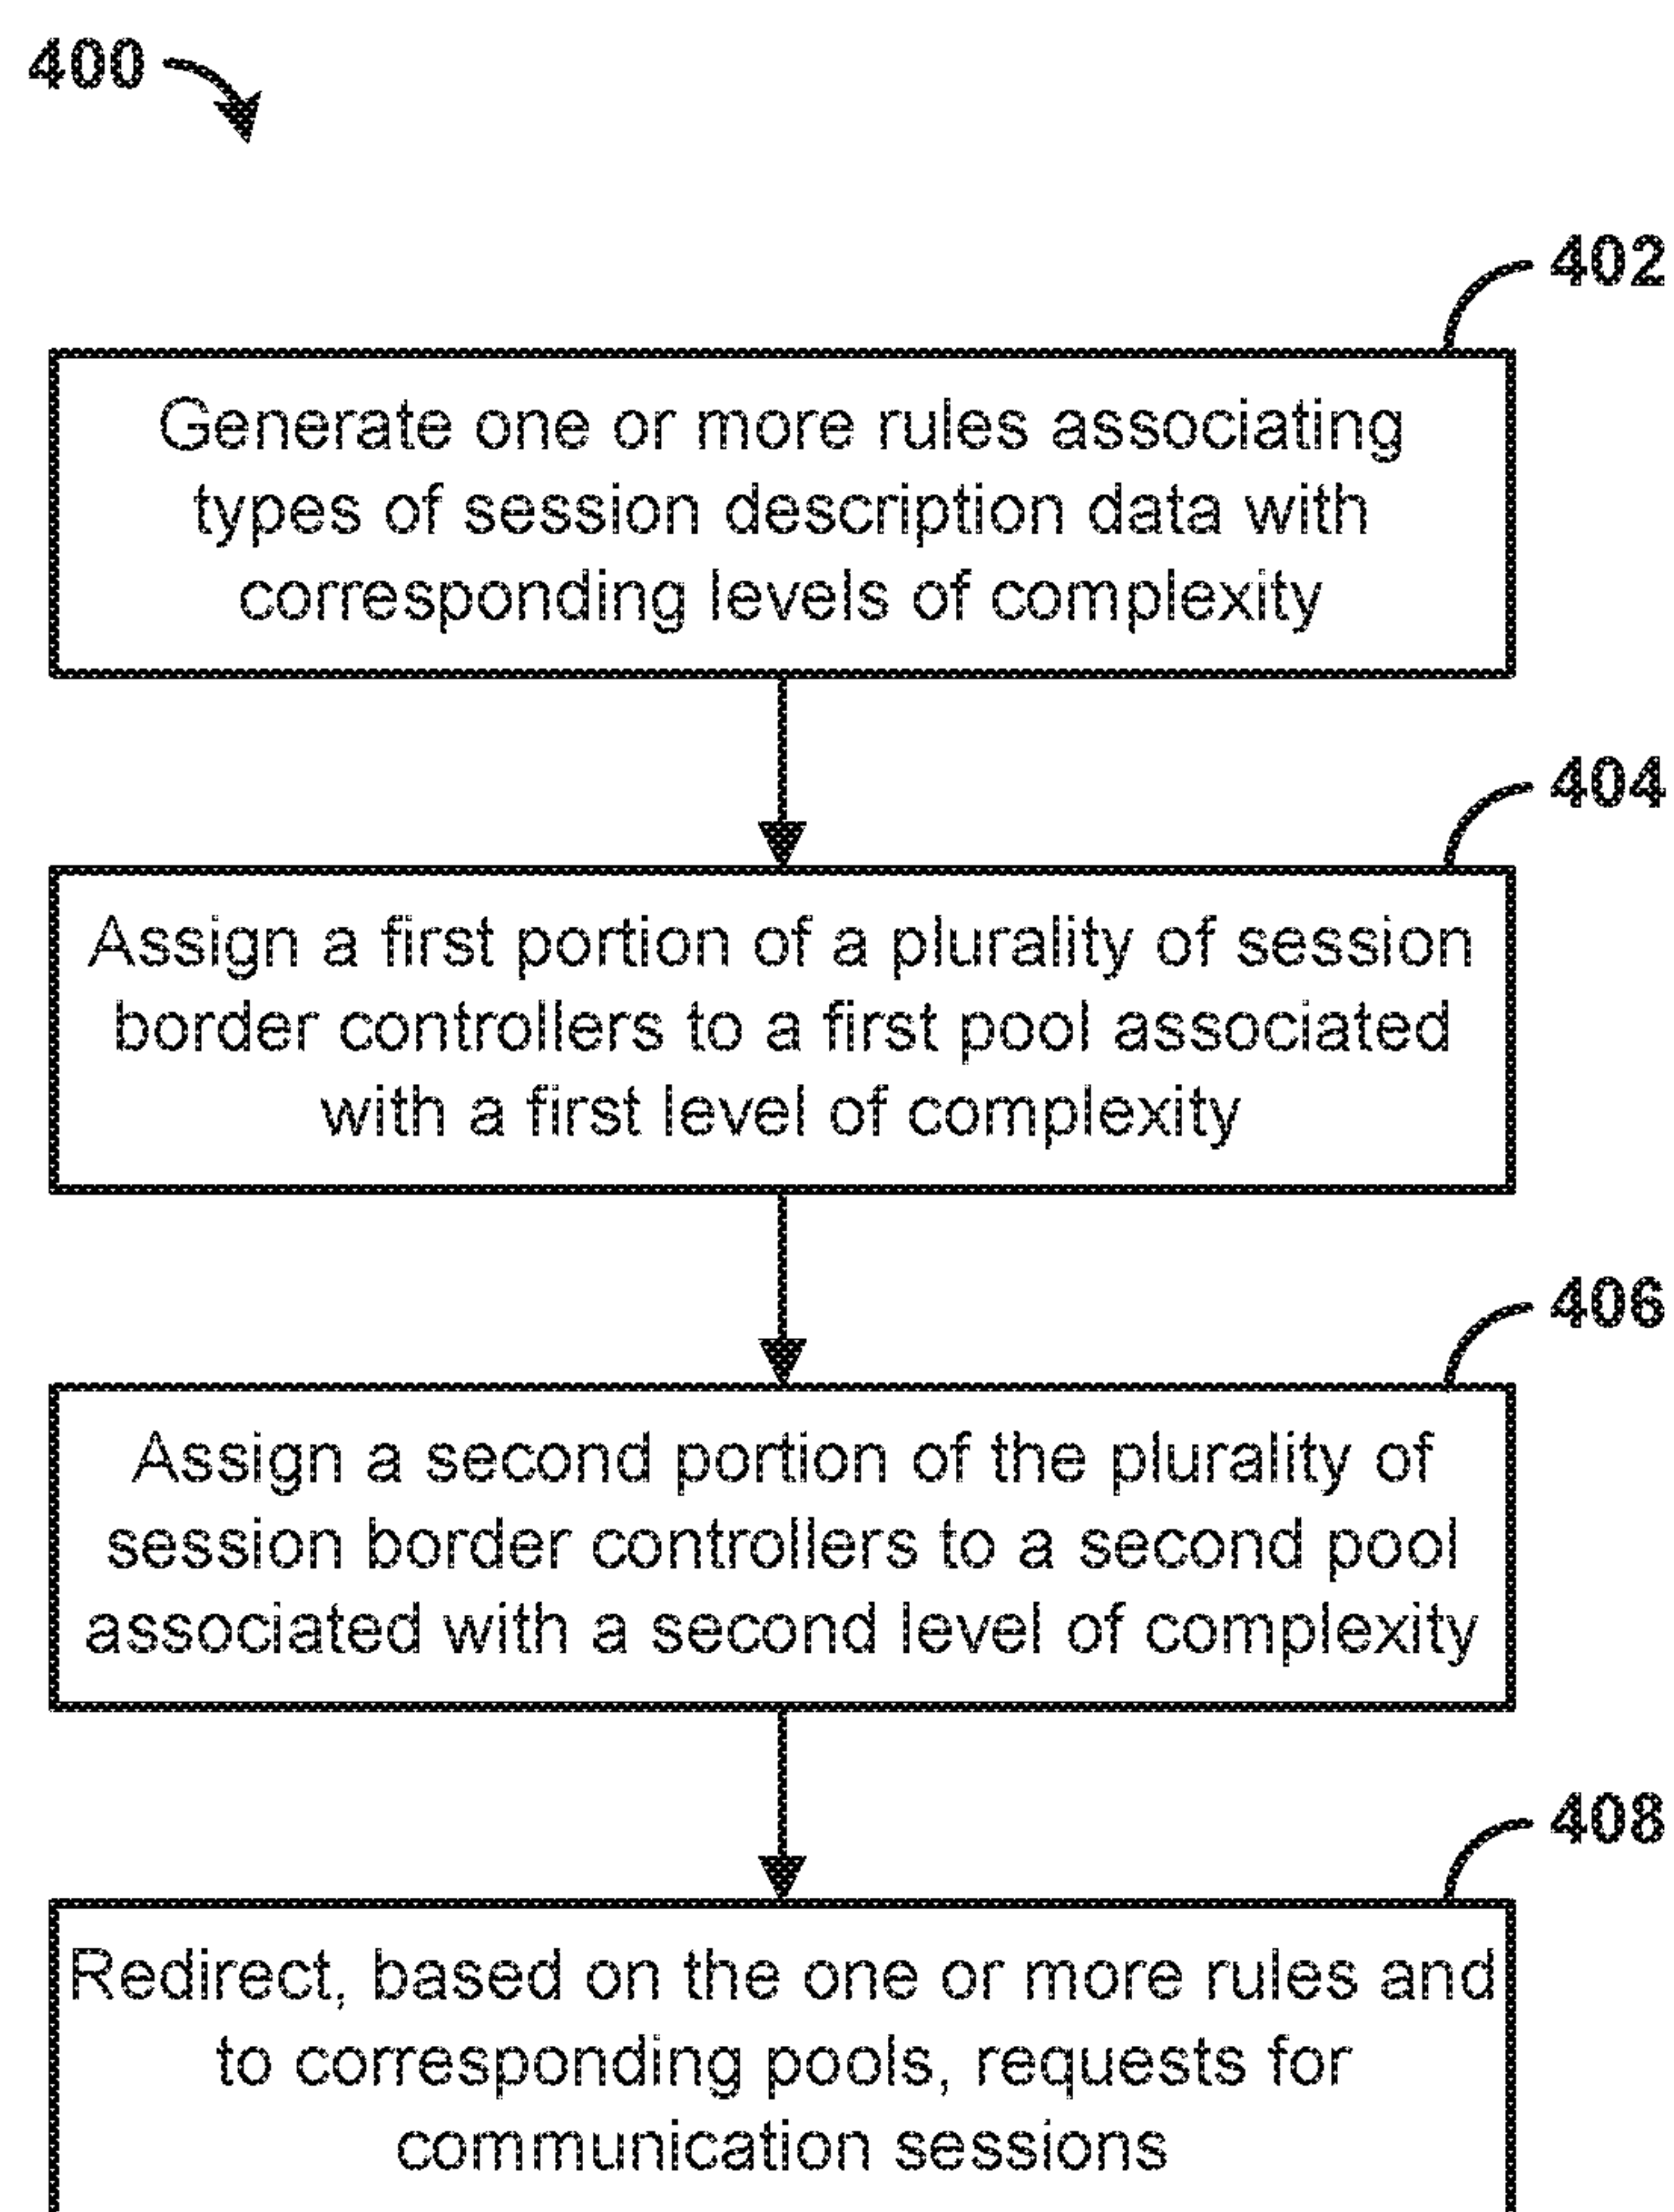 400
402
Generate one or more rules associating
types of session description data with
corresponding levels of complexity
404
Assign a first portion of a plurality of session
border controllers to a first pool associated
with a first level of complexity
406
Assign a second portion of the plurality of
session border controllers to a second pool
associated with a second level of complexity
408
Redirect, based on the one or more rules and
to corresponding pools, requests for
communication sessions